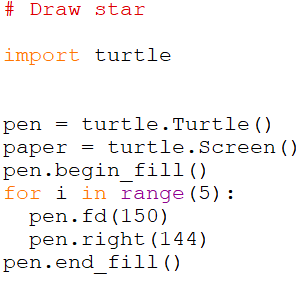 # Draw star
import turtle
pen = turtle.Turtle()
paper = turtle.Screen()
pen.begin_fill()
for i in range(5):
  pen.fd(150)
  pen.right(144)
pen.end_fill()